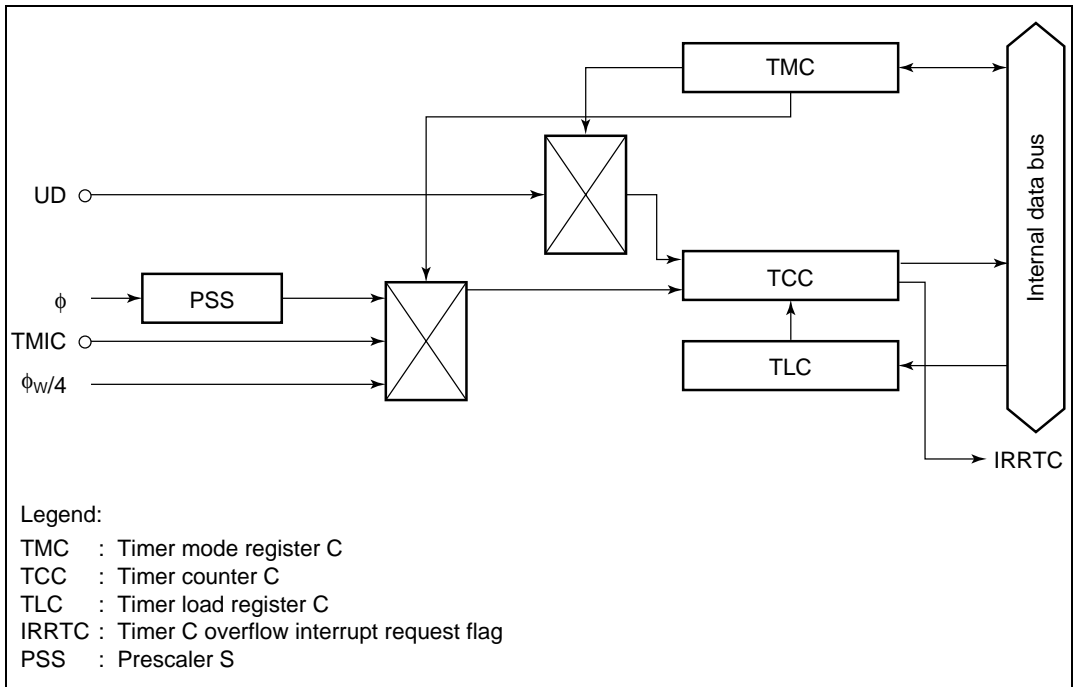 TMC
UD
TCC
Internal data bus
ϕ
PSS
TMIC
TLC
ϕW/4
IRRTC
Legend:
TMC : Timer mode register C
TCC : Timer counter C
TLC : Timer load register C
IRRTC : Timer C overflow interrupt request flag
PSS : Prescaler S